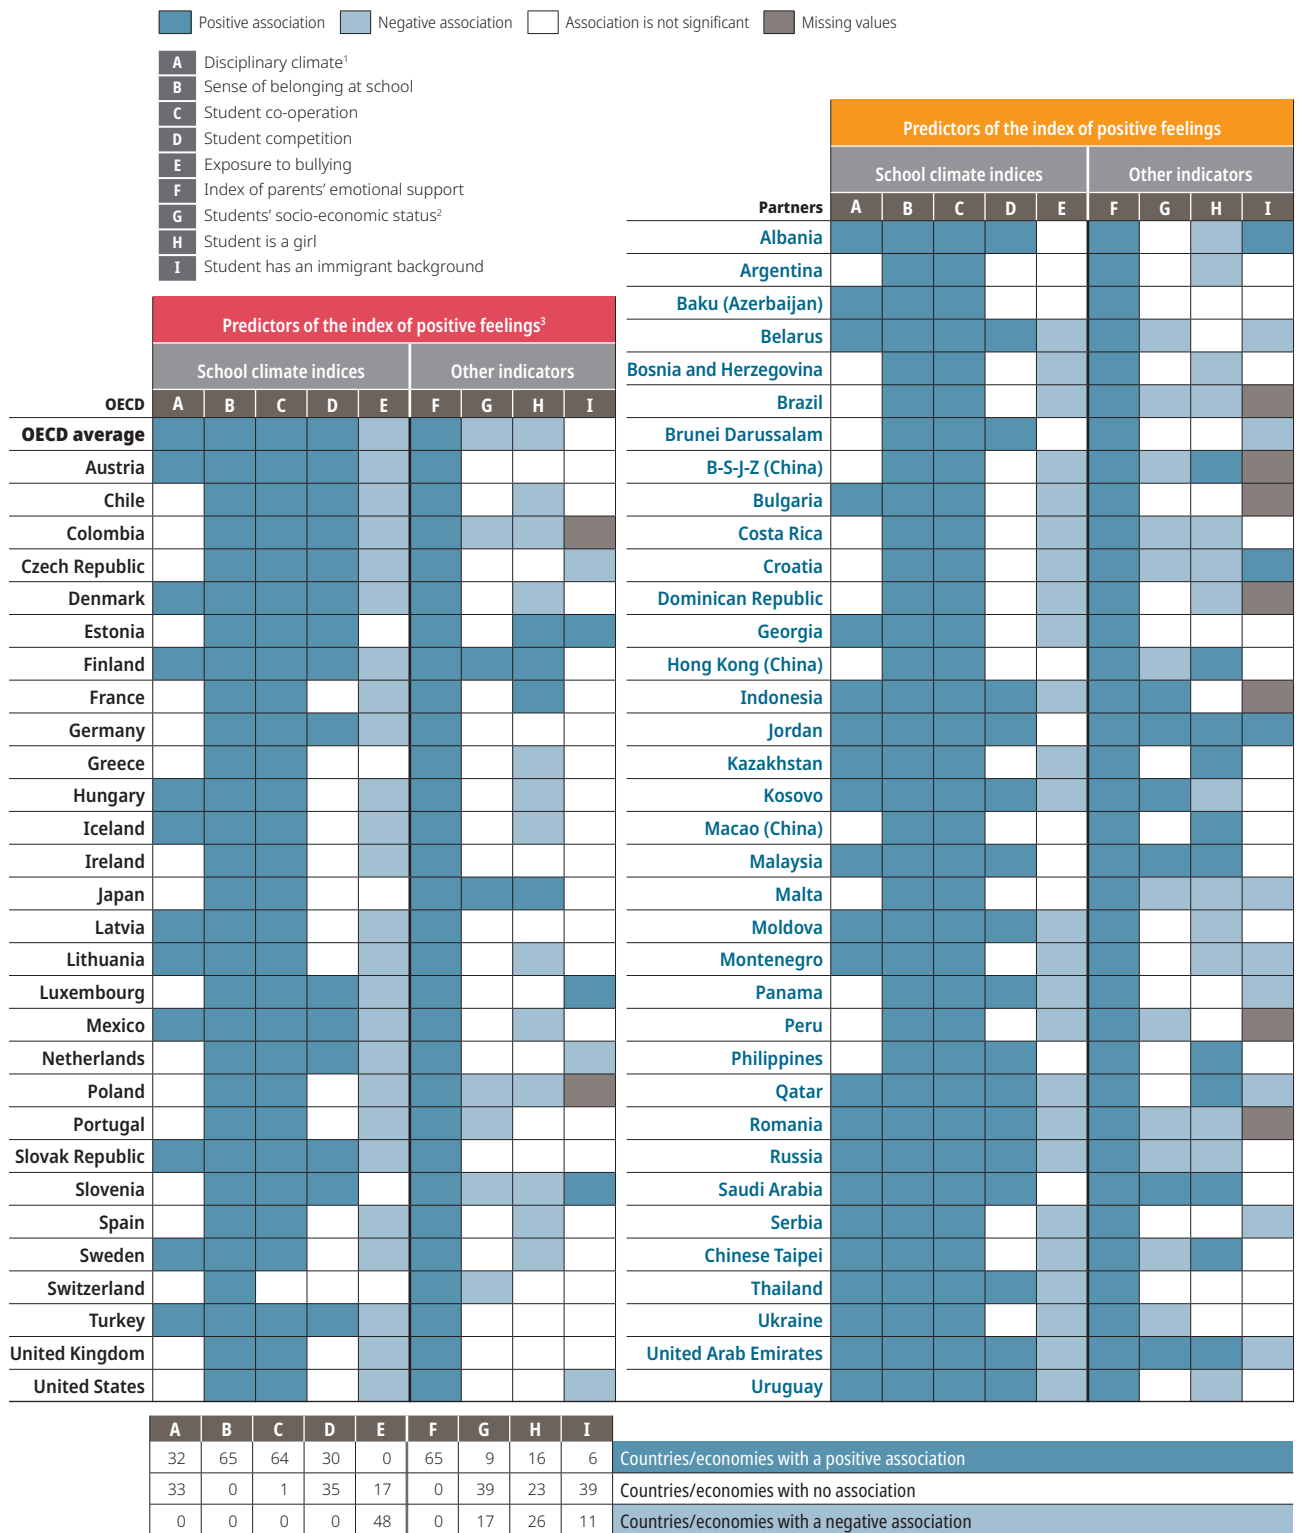 Positive association Negative association Association is not significant Missing values
A Disciplinary climate¹
B Sense of belonging at school
C Student co-operation
D Student competition
E Exposure to bullying
F Index of parents’ emotional support
G Students’ socio-economic status²
H Student is a girl
I Student has an immigrant background
Predictors of the index of positive feelings³
School climate indices Other indicators
OECD A B C D E F G H I
OECD average
Austria
Chile
Colombia
Czech Republic
Denmark
Estonia
Finland
France
Germany
Greece
Hungary
Iceland
Ireland
Japan
Latvia
Lithuania
Luxembourg
Mexico
Netherlands
Poland
Portugal
Slovak Republic
Slovenia
Spain
Sweden
Switzerland
Turkey
United Kingdom
United States
Predictors of the index of positive feelings
School climate indices Other indicators
Partners A B C D E F G H I
Albania
Argentina
Baku (Azerbaijan)
Belarus
Bosnia and Herzegovina
Brazil
Brunei Darussalam
B-S-J-Z (China)
Bulgaria
Costa Rica
Croatia
Dominican Republic
Georgia
Hong Kong (China)
Indonesia
Jordan
Kazakhstan
Kosovo
Macao (China)
Malaysia
Malta
Moldova
Montenegro
Panama
Peru
Philippines
Qatar
Romania
Russia
Saudi Arabia
Serbia
Chinese Taipei
Thailand
Ukraine
United Arab Emirates
Uruguay
A B C D E F G H I
32 65 64 30 0 65 9 16 6 Countries/economies with a positive association
33 0 1 35 17 0 39 23 39 Countries/economies with no association
0 0 0 0 48 0 17 26 11 Countries/economies with a negative association